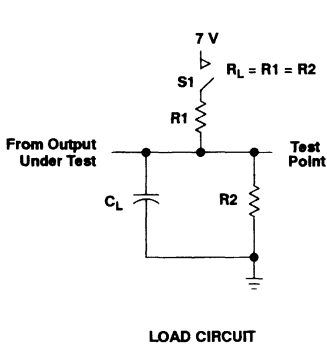 7 V
S1
R_L = R1 = R2
R1
From Output
Under Test
Test
Point
C_L
R2
LOAD CIRCUIT